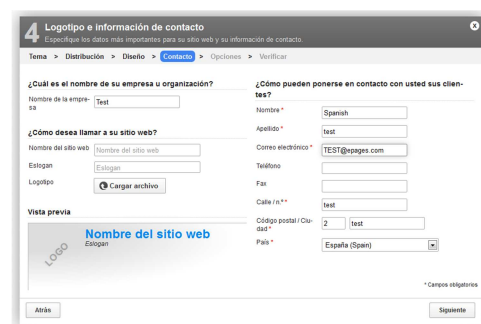 4 Logotipo e información de contacto
Especifique los datos más importantes para su sitio web y su información de contacto.
Tema > Distribución > Diseño > Contacto > Opciones > Verificar
¿Cuál es el nombre de su empresa u organización?
Nombre de la empre-
sa
Test
¿Cómo desea llamar a su sitio web?
Nombre del sitio web Nombre del sitio web
Eslogan Eslogan
Logotipo Cargar archivo
Vista previa
LOGO
Nombre del sitio web
Eslogan
¿Cómo pueden ponerse en contacto con usted sus clien-
tes?
Nombre * Spanish
Apellido * test
Correo electrónico * TEST@epages.com
Teléfono
Fax
Calle / n.º * test
Código postal / Ciu-
dad *
2 test
País * España (Spain)
* Campos obligatorios
Atrás Siguiente